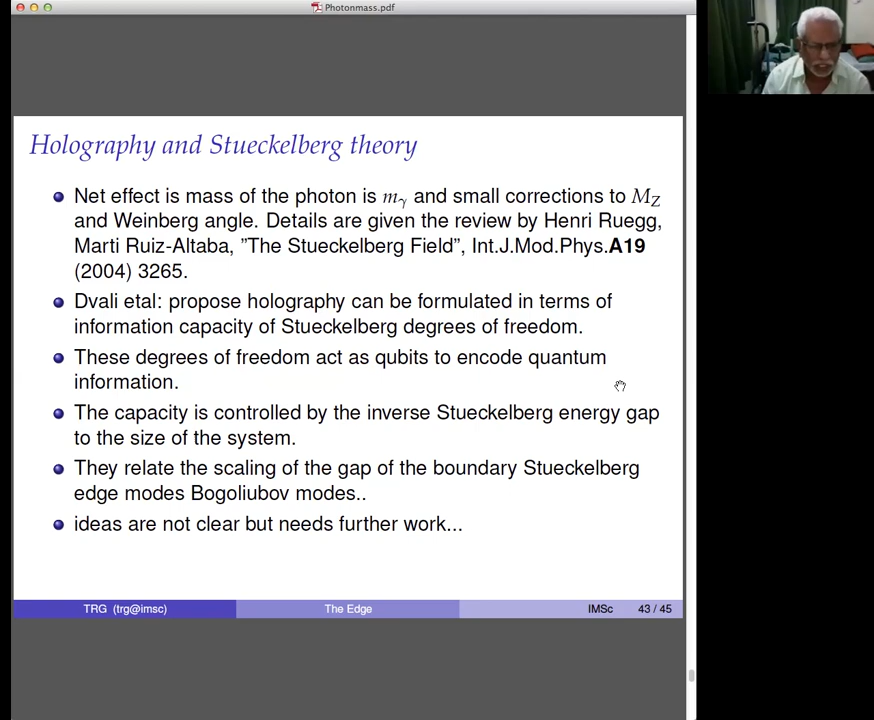 Photonmass.pdf
Holography and Stueckelberg theory
Net effect is mass of the photon is mγ and small corrections to MZ
and Weinberg angle. Details are given the review by Henri Ruegg,
Marti Ruiz-Altaba, ”The Stueckelberg Field”, Int.J.Mod.Phys.A19
(2004) 3265.
Dvali etal: propose holography can be formulated in terms of
information capacity of Stueckelberg degrees of freedom.
These degrees of freedom act as qubits to encode quantum
information.
The capacity is controlled by the inverse Stueckelberg energy gap
to the size of the system.
They relate the scaling of the gap of the boundary Stueckelberg
edge modes Bogoliubov modes..
ideas are not clear but needs further work...
TRG (trg@imsc) The Edge IMSc 43 / 45